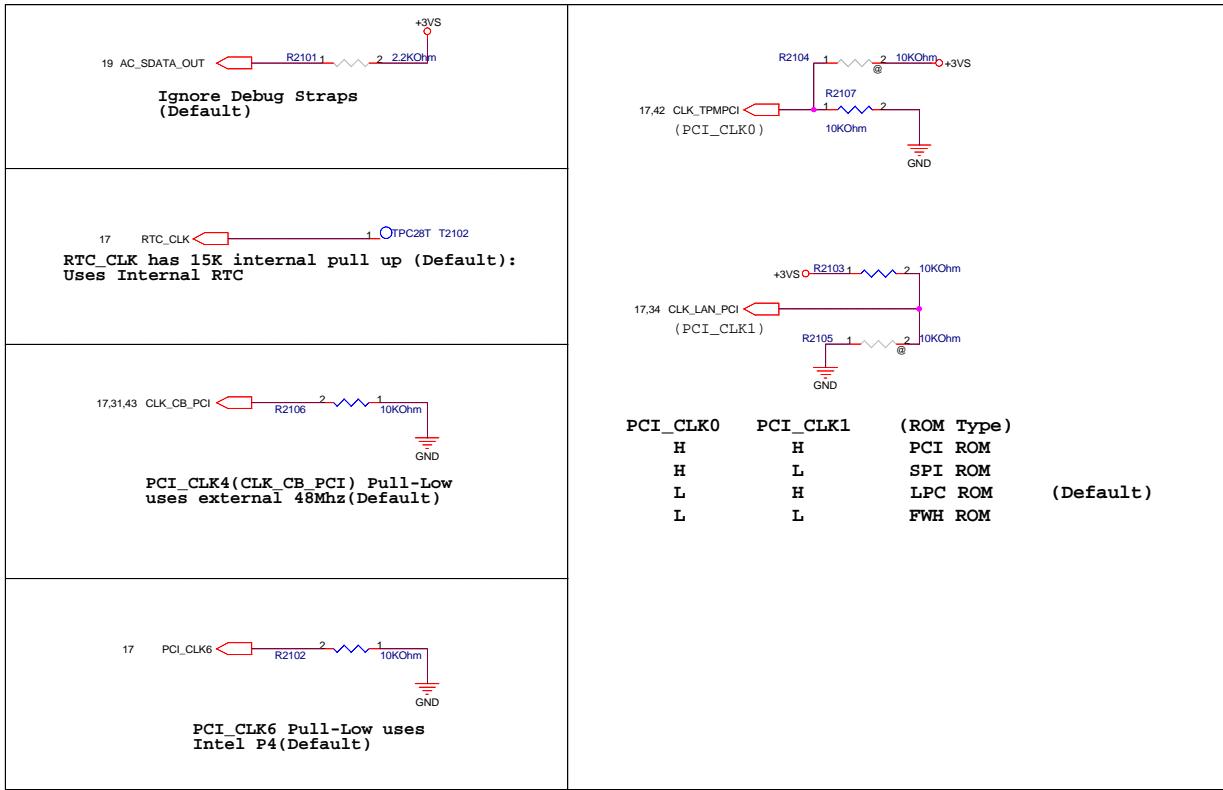 +3VS
19 AC_SDATA_OUT R2101 1 2 2.2KOhm
Ignore Debug Straps
(Default)
17 RTC_CLK 1 TPC28T T2102
RTC_CLK has 15K internal pull up (Default):
Uses Internal RTC
17,31,43 CLK_CB_PCI R2106 2 1 10KOhm
GND
PCI_CLK4(CLK_CB_PCI) Pull-Low
uses external 48Mhz(Default)
17 PCI_CLK6 R2102 2 1 10KOhm
GND
PCI_CLK6 Pull-Low uses
Intel P4(Default)
R2104 1 2 10KOhm +3VS
@
R2107
17,42 CLK_TPMPCI 1 2
(PCI_CLK0) 10KOhm
GND
+3VS R2103 1 2 10KOhm
17,34 CLK_LAN_PCI
(PCI_CLK1)
R2105 1 2 10KOhm
@
GND
PCI_CLK0 PCI_CLK1 (ROM Type)
H H PCI ROM
H L SPI ROM
L H LPC ROM (Default)
L L FWH ROM